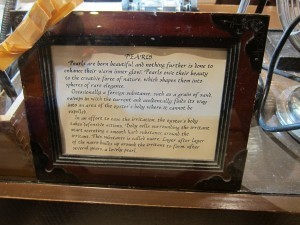 PEARLS
Pearls are born beautiful and nothing further is done to
enhance their warm inner glow. Pearls owe their beauty
to the creative force of nature, which shapes them into
spheres of rare elegance.
Occasionally a foreign substance, such as a grain of sand,
sweeps in with the current and accidentally finds its way
into an area of the oyster's body where it cannot be
expelled.
In an effort to ease the irritation, the oyster's body
takes defensive action. Body cells surrounding the irritant
start secreting a smooth hard substance around the
irritant. This substance is called nacre. Layer after layer
of the nacre builds up around the irritant to form after
several years a lovely pearl.